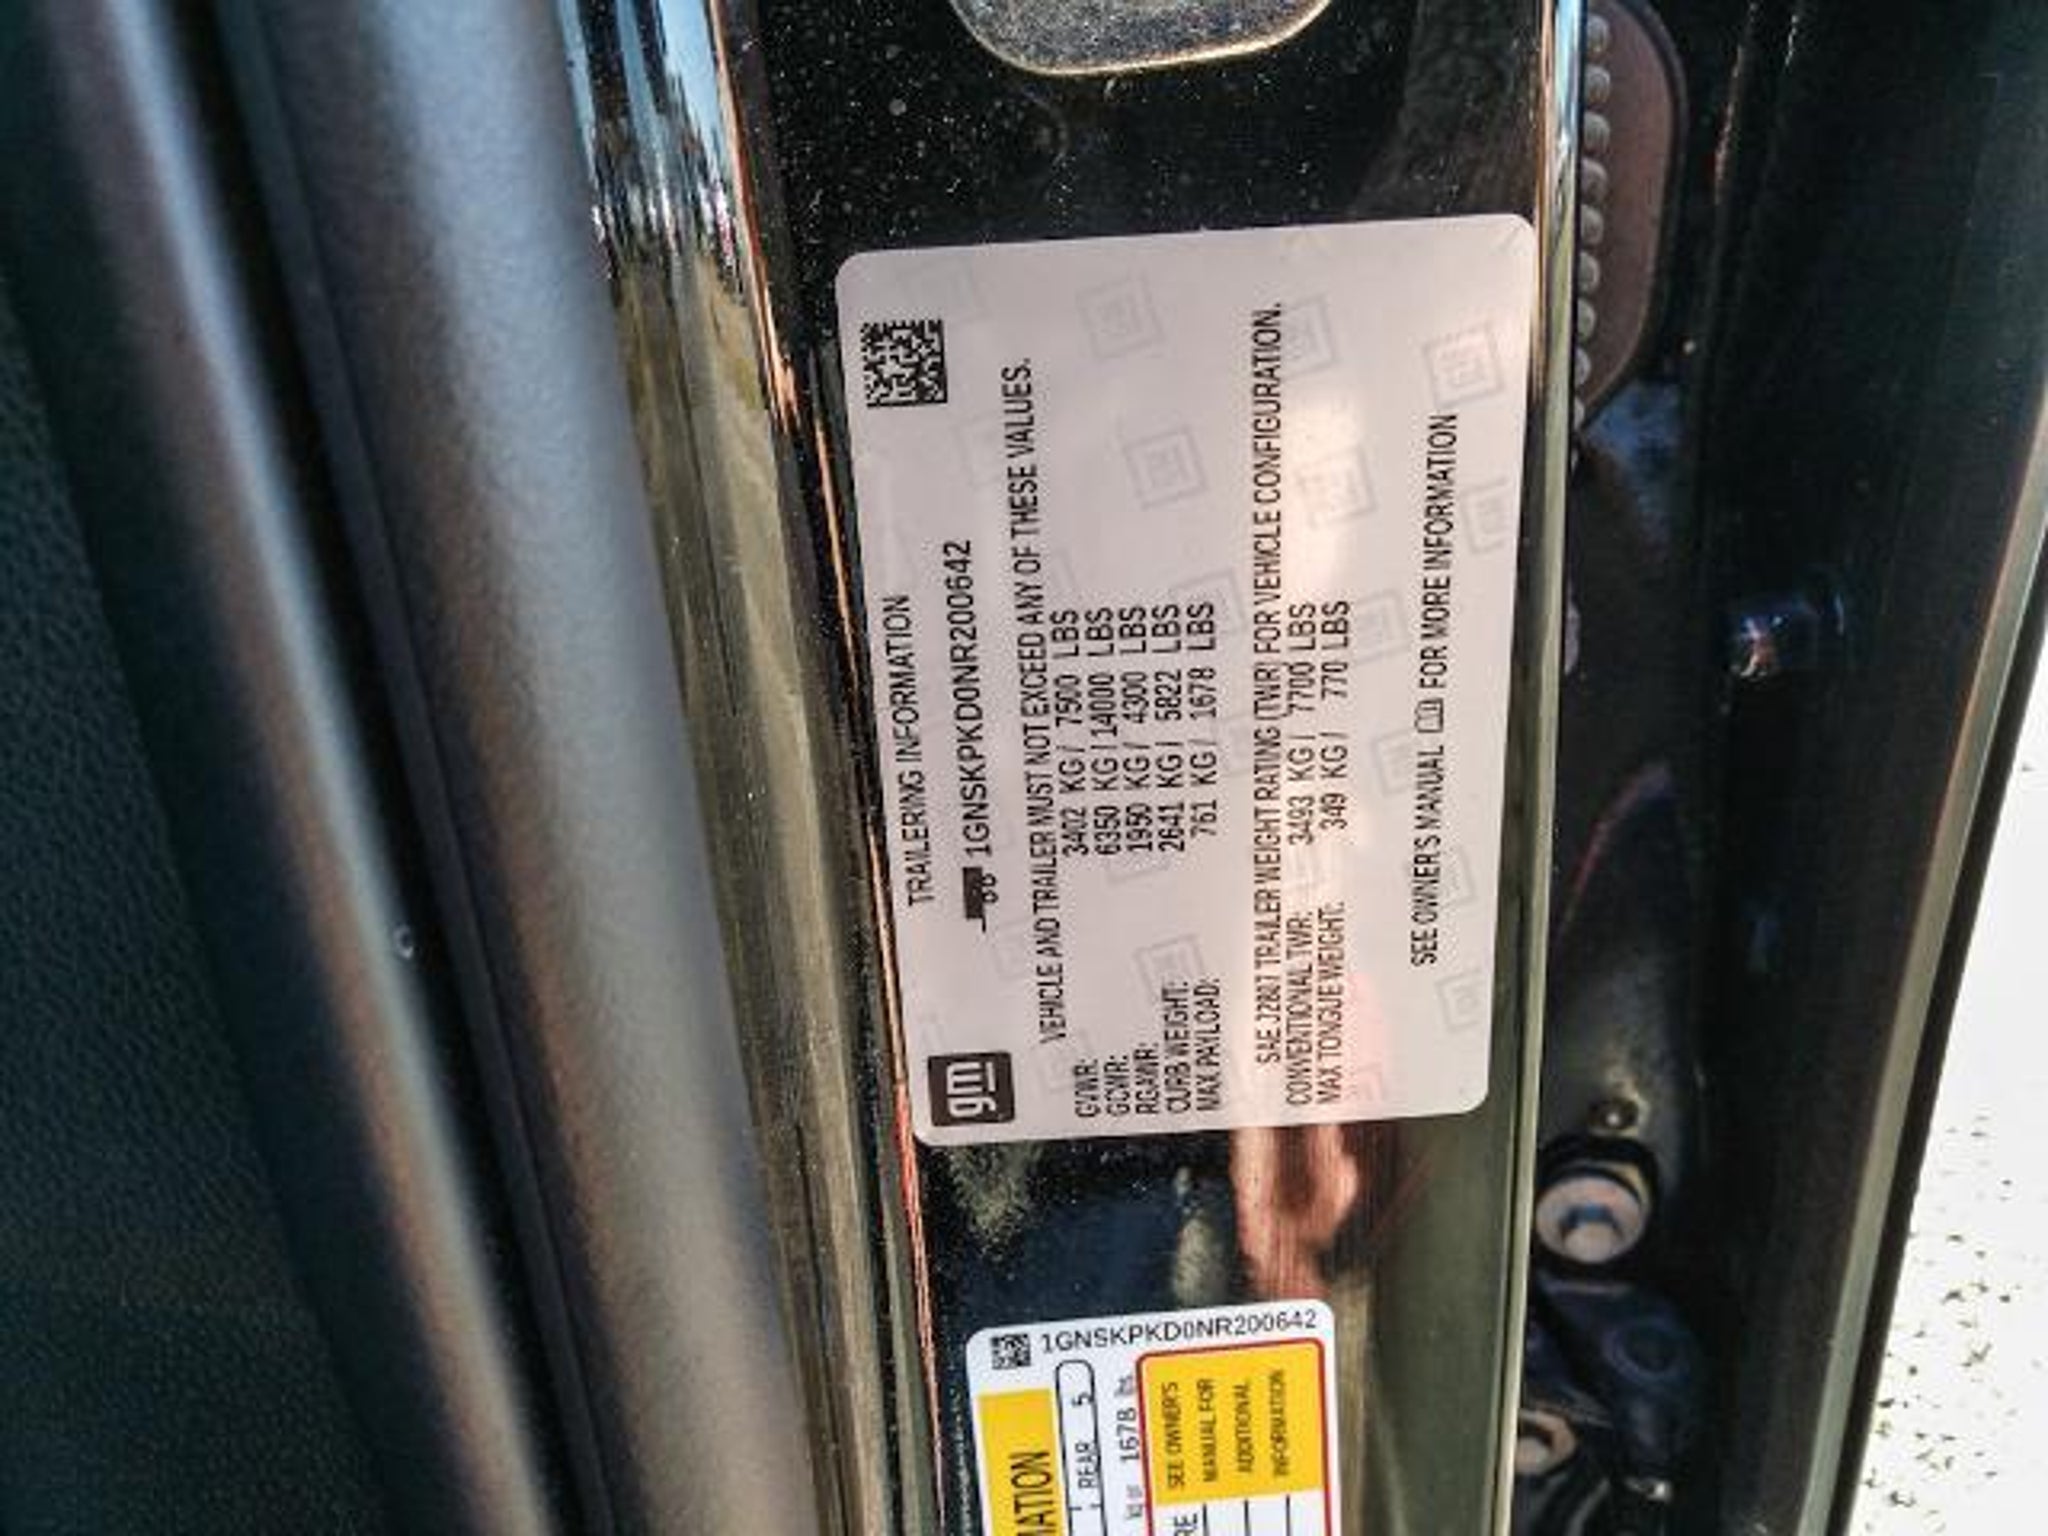 TRAILERING INFORMATION
1GNSKPKD0NR200642
gm
VEHICLE AND TRAILER MUST NOT EXCEED ANY OF THESE VALUES.
GVWR: 3402 KG / 7500 LBS
GCWR: 6350 KG / 14000 LBS
RGAWR: 1950 KG / 4300 LBS
CURB WEIGHT: 2641 KG / 5822 LBS
MAX PAYLOAD: 761 KG / 1678 LBS
SAE J2807 TRAILER WEIGHT RATING (TWR) FOR VEHICLE CONFIGURATION.
CONVENTIONAL TWR: 3493 KG / 7700 LBS
MAX TONGUE WEIGHT: 349 KG / 770 LBS
SEE OWNER'S MANUAL FOR MORE INFORMATION
1GNSKPKD0NR200642
MATION
REAR 5
kg or 1678 lbs
SEE OWNER'S
MANUAL FOR
ADDITIONAL
INFORMATION
RE